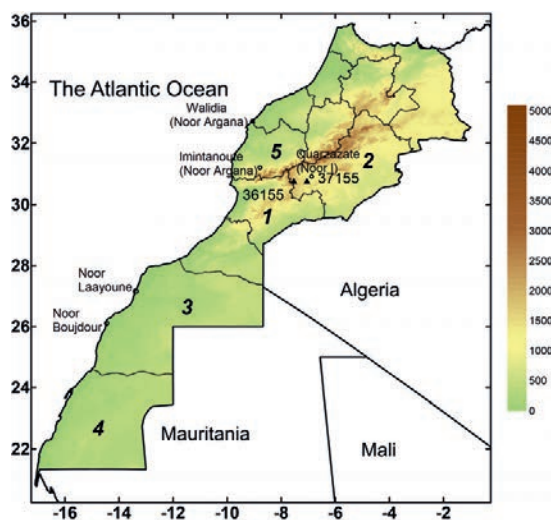 36
34
32
30
28
26
24
22
-16
-14
-12
-10
-8
-6
-4
-2
The Atlantic Ocean
Walidia
(Noor Argana)
5
Imintanoute
(Noor Argana)
Quarzazate
(Noor I)
2
37155
36155
1
Noor
Laayoune
3
Algeria
Noor
Boujdour
4
Mauritania
Mali
5000
4500
4000
3500
3000
2500
2000
1500
1000
500
0